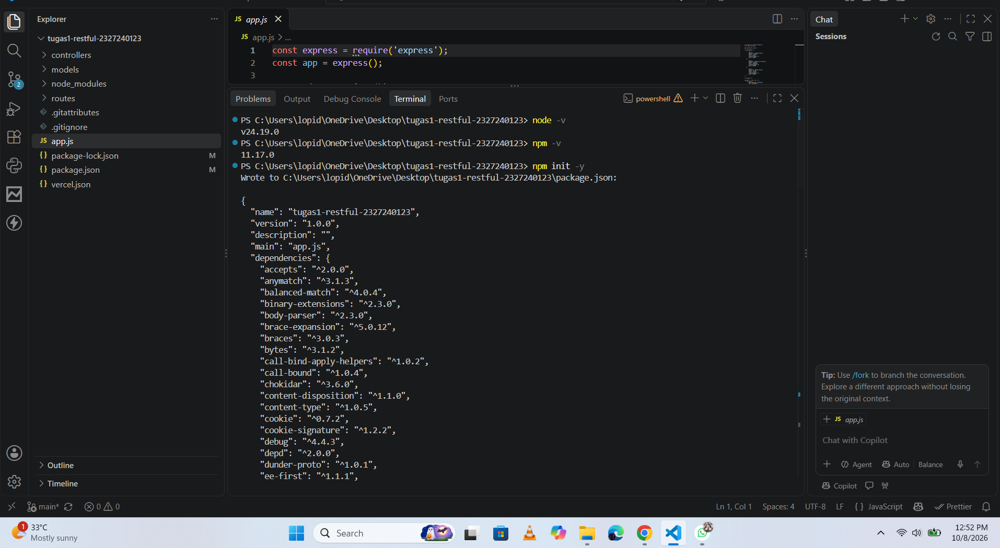 Explorer
tugas1-restful-2327240123
controllers
models
node_modules
routes
.gitattributes
.gitignore
JS app.js
{} package-lock.json M
{} package.json M
{} vercel.json
Outline
Timeline
2
JS app.js
JS app.js > ...
1 const express = require('express');
2 const app = express();
3
Problems Output Debug Console Terminal Ports
powershell
PS C:\Users\lopid\OneDrive\Desktop\tugas1-restful-2327240123> node -v
v24.19.0
PS C:\Users\lopid\OneDrive\Desktop\tugas1-restful-2327240123> npm -v
11.17.0
PS C:\Users\lopid\OneDrive\Desktop\tugas1-restful-2327240123> npm init -y
Wrote to C:\Users\lopid\OneDrive\Desktop\tugas1-restful-2327240123\package.json:
{
"name": "tugas1-restful-2327240123",
"version": "1.0.0",
"description": "",
"main": "app.js",
"dependencies": {
"accepts": "^2.0.0",
"anymatch": "^3.1.3",
"balanced-match": "^4.0.4",
"binary-extensions": "^2.3.0",
"body-parser": "^2.3.0",
"brace-expansion": "^5.0.12",
"braces": "^3.0.3",
"bytes": "^3.1.2",
"call-bind-apply-helpers": "^1.0.2",
"call-bound": "^1.0.4",
"chokidar": "^3.6.0",
"content-disposition": "^1.1.0",
"content-type": "^1.0.5",
"cookie": "^0.7.2",
"cookie-signature": "^1.2.2",
"debug": "^4.4.3",
"depd": "^2.0.0",
"dunder-proto": "^1.0.1",
"ee-first": "^1.1.1",
Chat
Sessions
Tip: Use /fork to branch the conversation.
Explore a different approach without losing
the original context.
JS app.js
Chat with Copilot
Agent Auto Balance
Copilot
main* 0 0
Ln 1, Col 1 Spaces: 4 UTF-8 LF {} JavaScript Prettier
1
33°C
Mostly sunny
Search
12:52 PM
10/8/2026